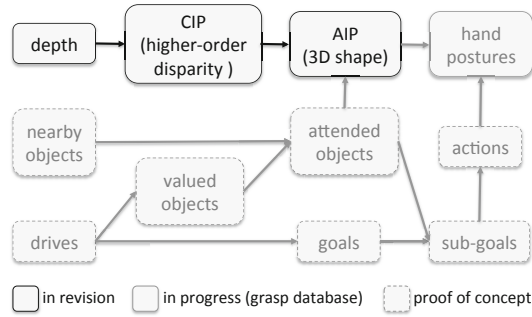 depth
CIP
(higher-order
disparity )
AIP
(3D shape)
hand
postures
nearby
objects
valued
objects
attended
objects
actions
drives
goals
sub-goals
in revision
in progress (grasp database)
proof of concept